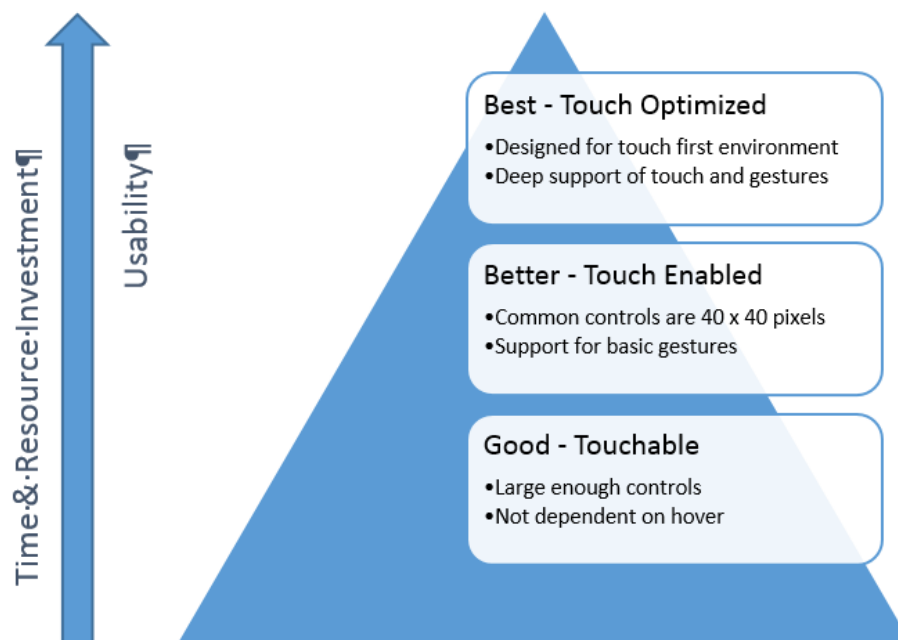 Time·&·Resource·Investment¶
Usability¶
Best - Touch Optimized
•Designed for touch first environment
•Deep support of touch and gestures
Better - Touch Enabled
•Common controls are 40 x 40 pixels
•Support for basic gestures
Good - Touchable
•Large enough controls
•Not dependent on hover